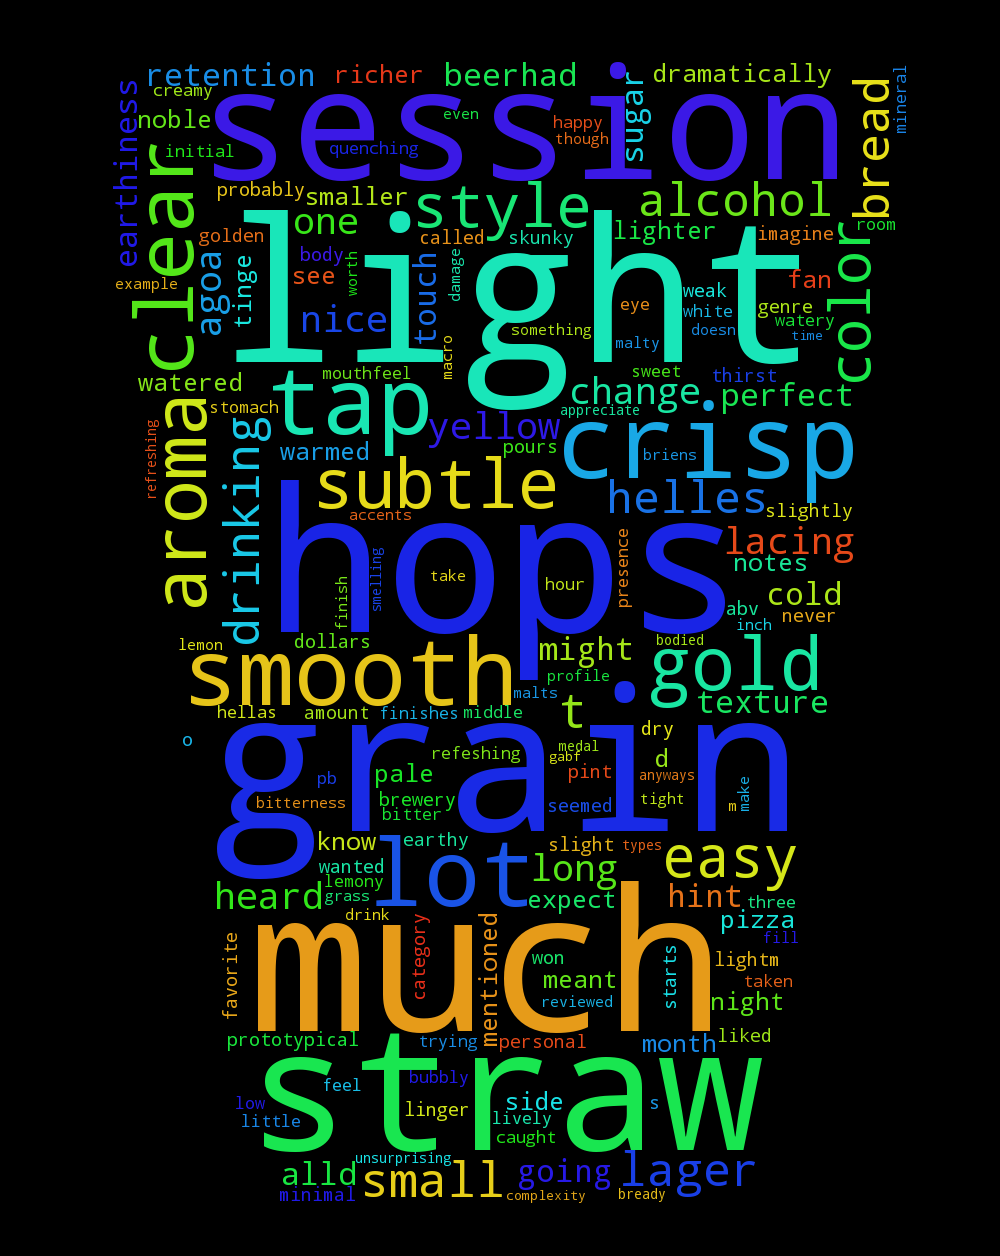 retention richer beerhad dramatically
creamy session sugar bread mineral
earthiness noble even happy though
initial quenching
clear probably smaller style alcohol
golden one called skunky lighter imagine room
example agoa tinge see body worth touch damage light eye weak white fan genre watery color
nice macro something malty doesn time
watered mouthfeel sweet thirst
stomach tap change perfect
appreciate
aroma refreshing drinking warmed yellow pours crisp briens
subtle helles slightly
accents hops lacing
smelling take hour presence notes
finish abv cold
inch never
lemon dollars might bodied gold
smooth profile
malts texture
hellas amount finishes middle t
o grain refeshing medal dry
gabf d
pb pale pint anyways
bitterness brewery seemed tight m make
bitter
know earthy slight types easy
wanted lot long
lemony
heard grass expect hint three
drink pizza
favorite much category mentioned won starts fill
lightm
meant taken
reviewed night
prototypical trying personal month liked
straw bubbly
feel
low linger side s
little lively
caught
unsurprising
alld small going lager
minimal complexity bready